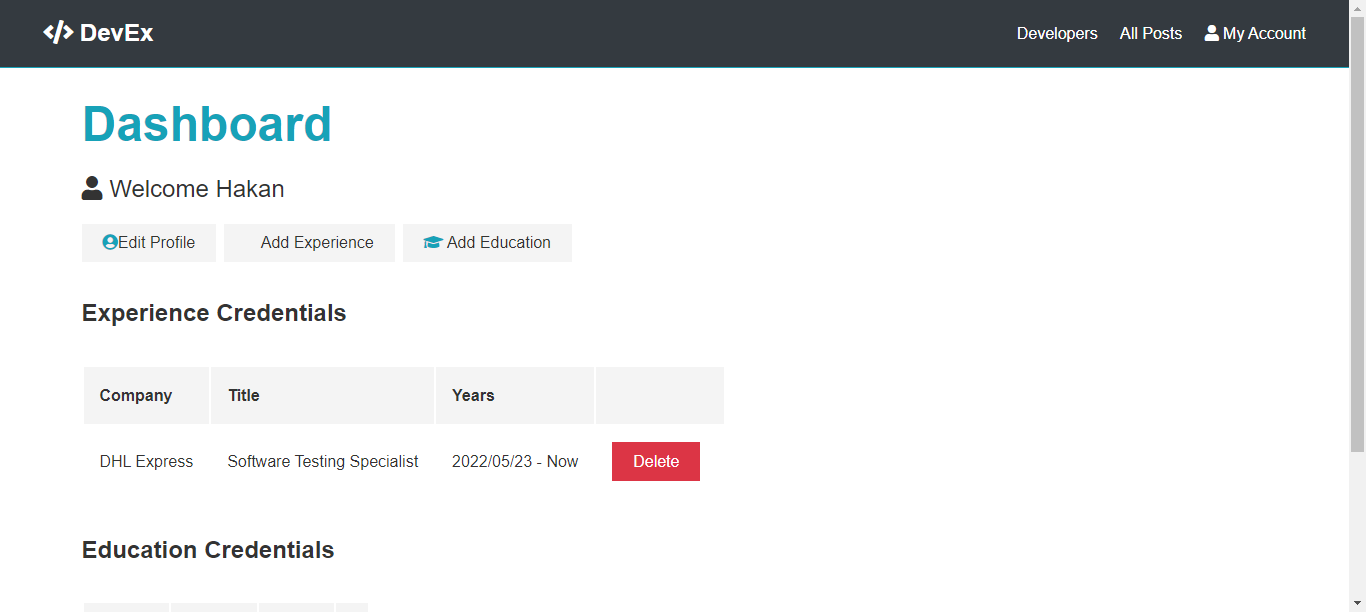 DevEx
Developers All Posts My Account
Dashboard
Welcome Hakan
Edit Profile Add Experience Add Education
Experience Credentials
Company Title Years
DHL Express Software Testing Specialist 2022/05/23 - Now Delete
Education Credentials